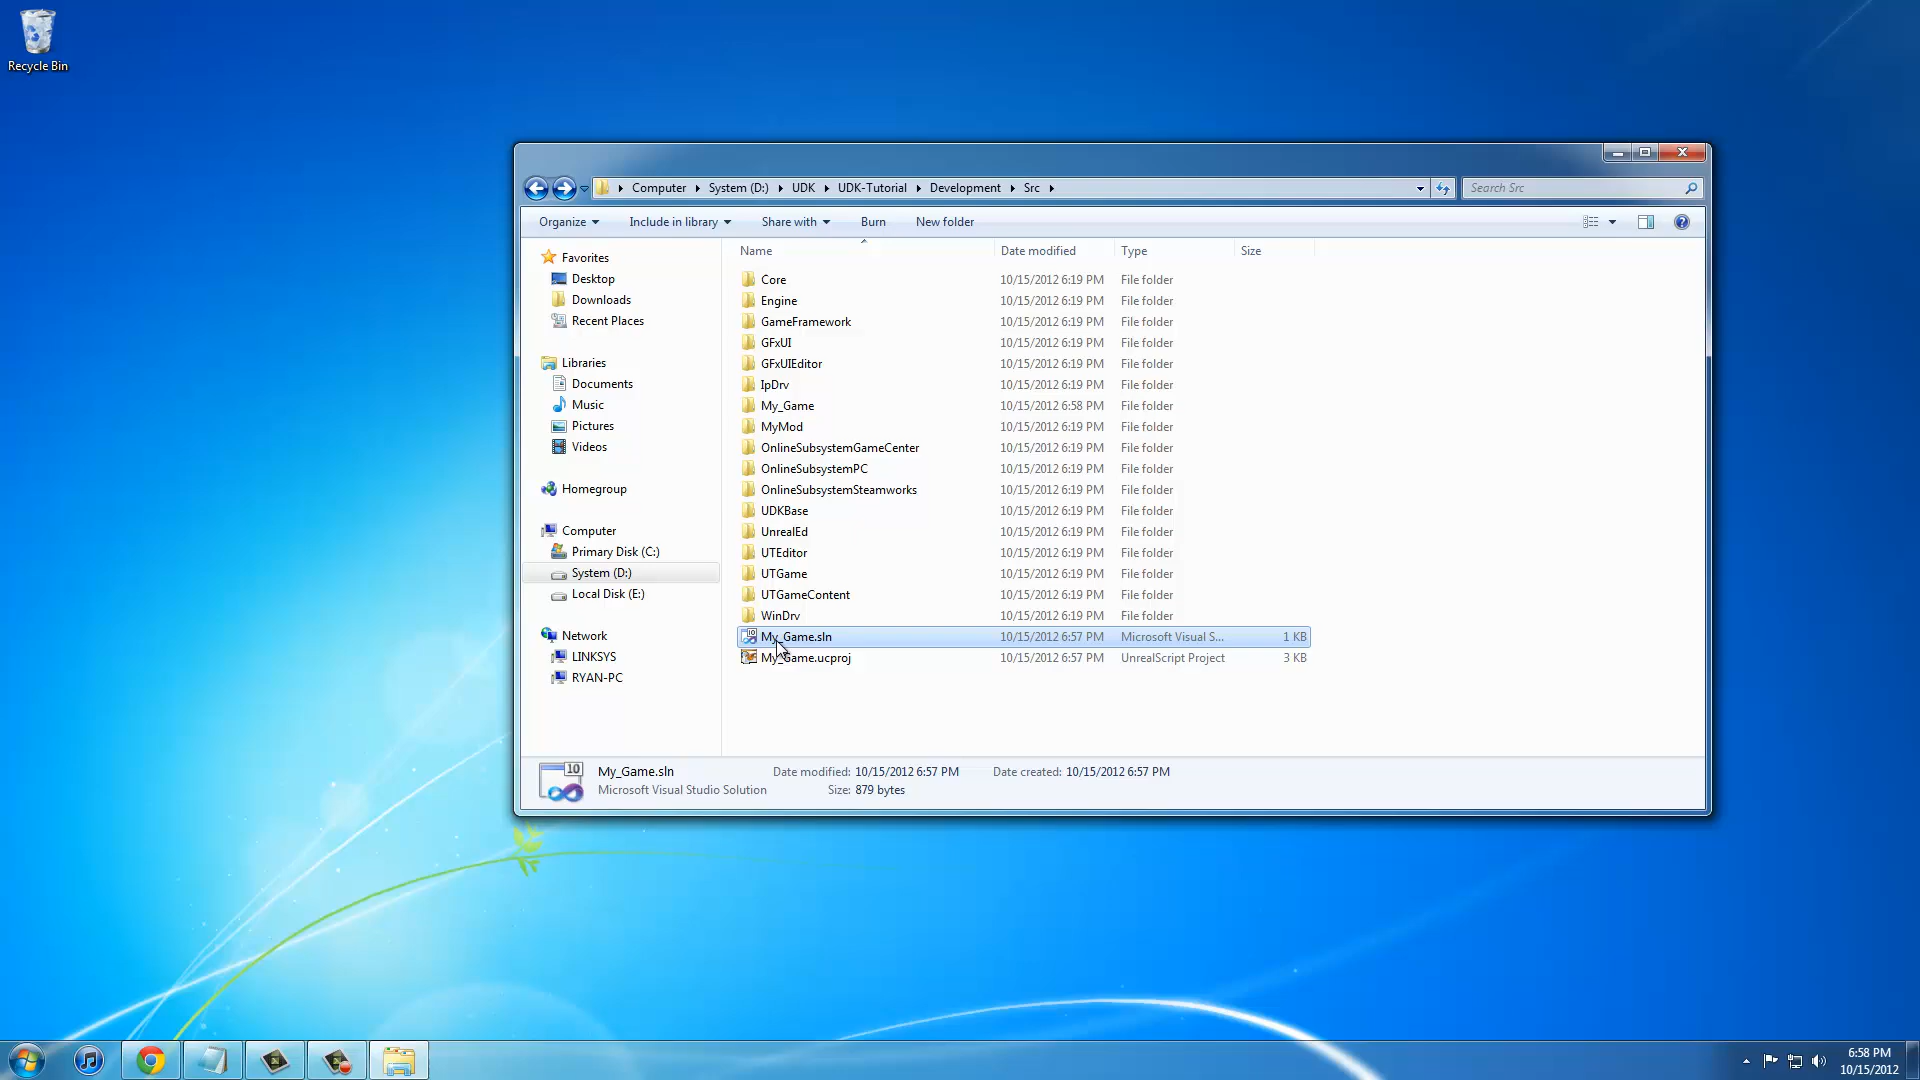 Recycle Bin
Computer System (D:) UDK UDK-Tutorial Development Src
Search Src
Organize Include in library Share with Burn New folder
Name Date modified Type Size
Favorites
Desktop
Downloads
Recent Places
Libraries
Documents
Music
Pictures
Videos
Homegroup
Computer
Primary Disk (C:)
System (D:)
Local Disk (E:)
Network
LINKSYS
RYAN-PC
Core 10/15/2012 6:19 PM File folder
Engine 10/15/2012 6:19 PM File folder
GameFramework 10/15/2012 6:19 PM File folder
GFxUI 10/15/2012 6:19 PM File folder
GFxUIEditor 10/15/2012 6:19 PM File folder
IpDrv 10/15/2012 6:19 PM File folder
My_Game 10/15/2012 6:58 PM File folder
MyMod 10/15/2012 6:19 PM File folder
OnlineSubsystemGameCenter 10/15/2012 6:19 PM File folder
OnlineSubsystemPC 10/15/2012 6:19 PM File folder
OnlineSubsystemSteamworks 10/15/2012 6:19 PM File folder
UDKBase 10/15/2012 6:19 PM File folder
UnrealEd 10/15/2012 6:19 PM File folder
UTEditor 10/15/2012 6:19 PM File folder
UTGame 10/15/2012 6:19 PM File folder
UTGameContent 10/15/2012 6:19 PM File folder
WinDrv 10/15/2012 6:19 PM File folder
My_Game.sln 10/15/2012 6:57 PM Microsoft Visual S... 1 KB
My_Game.ucproj 10/15/2012 6:57 PM UnrealScript Project 3 KB
10
My_Game.sln Date modified: 10/15/2012 6:57 PM Date created: 10/15/2012 6:57 PM
Microsoft Visual Studio Solution Size: 879 bytes
6:58 PM
10/15/2012